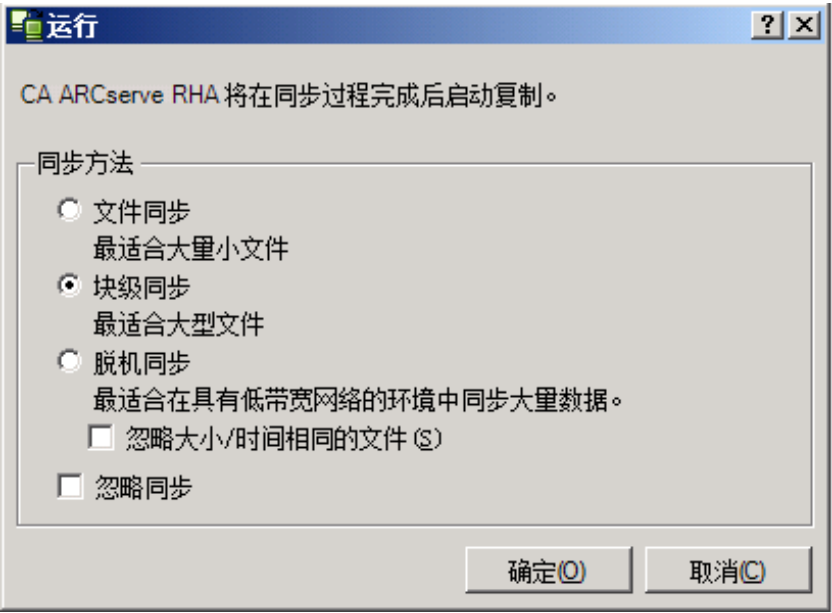 运行
CA ARCserve RHA 将在同步过程完成后启动复制。
同步方法
文件同步
最适合大量小文件
块级同步
最适合大型文件
脱机同步
最适合在具有低带宽网络的环境中同步大量数据。
忽略大小/时间相同的文件(S)
忽略同步
确定(O) 取消(C)